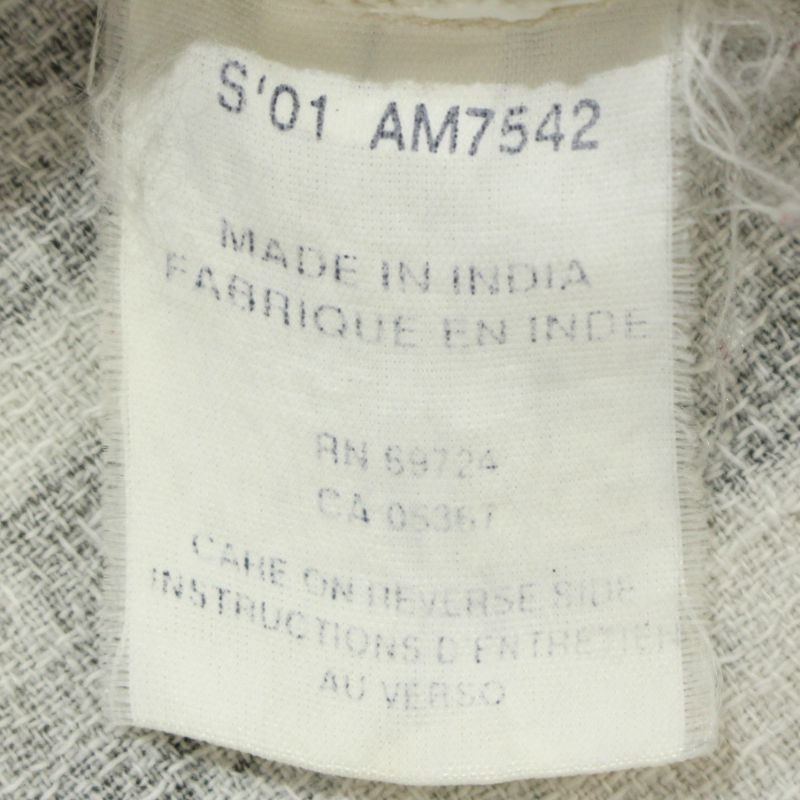 S'01 AM7542
MADE IN INDIA
FABRIQUE EN INDE
RN 69724
CA 05367
CARE ON REVERSE SIDE
INSTRUCTIONS D'ENTRETIEN
AU VERSO